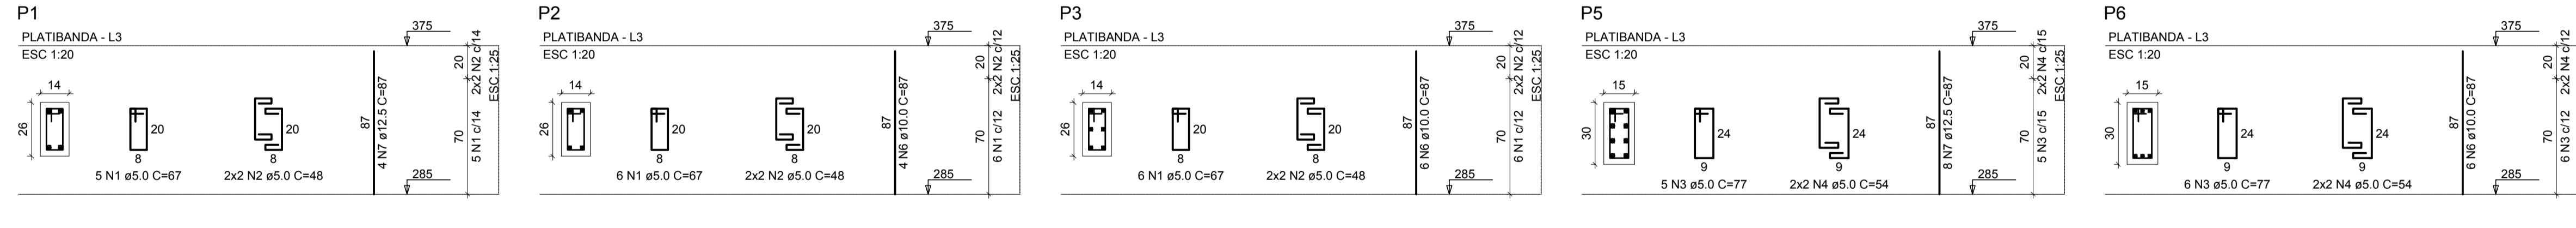 P1
PLATIBANDA - L3
ESC 1:20
14
26
20
8
5 N1 ø5.0 C=67
20
8
2x2 N2 ø5.0 C=48
87
4 N7 ø12.5 C=87
375
285
20
70
2x2 N2 c/14
5 N1 c/14
ESC 1:25
P2
PLATIBANDA - L3
ESC 1:20
14
26
20
8
6 N1 ø5.0 C=67
20
8
2x2 N2 ø5.0 C=48
87
4 N6 ø10.0 C=87
375
285
20
70
2x2 N2 c/12
6 N1 c/12
ESC 1:25
P3
PLATIBANDA - L3
ESC 1:20
14
26
20
8
6 N1 ø5.0 C=67
20
8
2x2 N2 ø5.0 C=48
87
6 N6 ø10.0 C=87
375
285
20
70
2x2 N2 c/12
6 N1 c/12
ESC 1:25
P5
PLATIBANDA - L3
ESC 1:20
15
30
24
9
5 N3 ø5.0 C=77
24
9
2x2 N4 ø5.0 C=54
87
8 N7 ø12.5 C=87
375
285
20
70
2x2 N4 c/15
5 N3 c/15
ESC 1:25
P6
PLATIBANDA - L3
ESC 1:20
15
30
24
9
6 N3 ø5.0 C=77
24
9
2x2 N4 ø5.0 C=54
87
6 N6 ø10.0 C=87
375
285
20
70
2x2 N4 c/12
6 N3 c/12